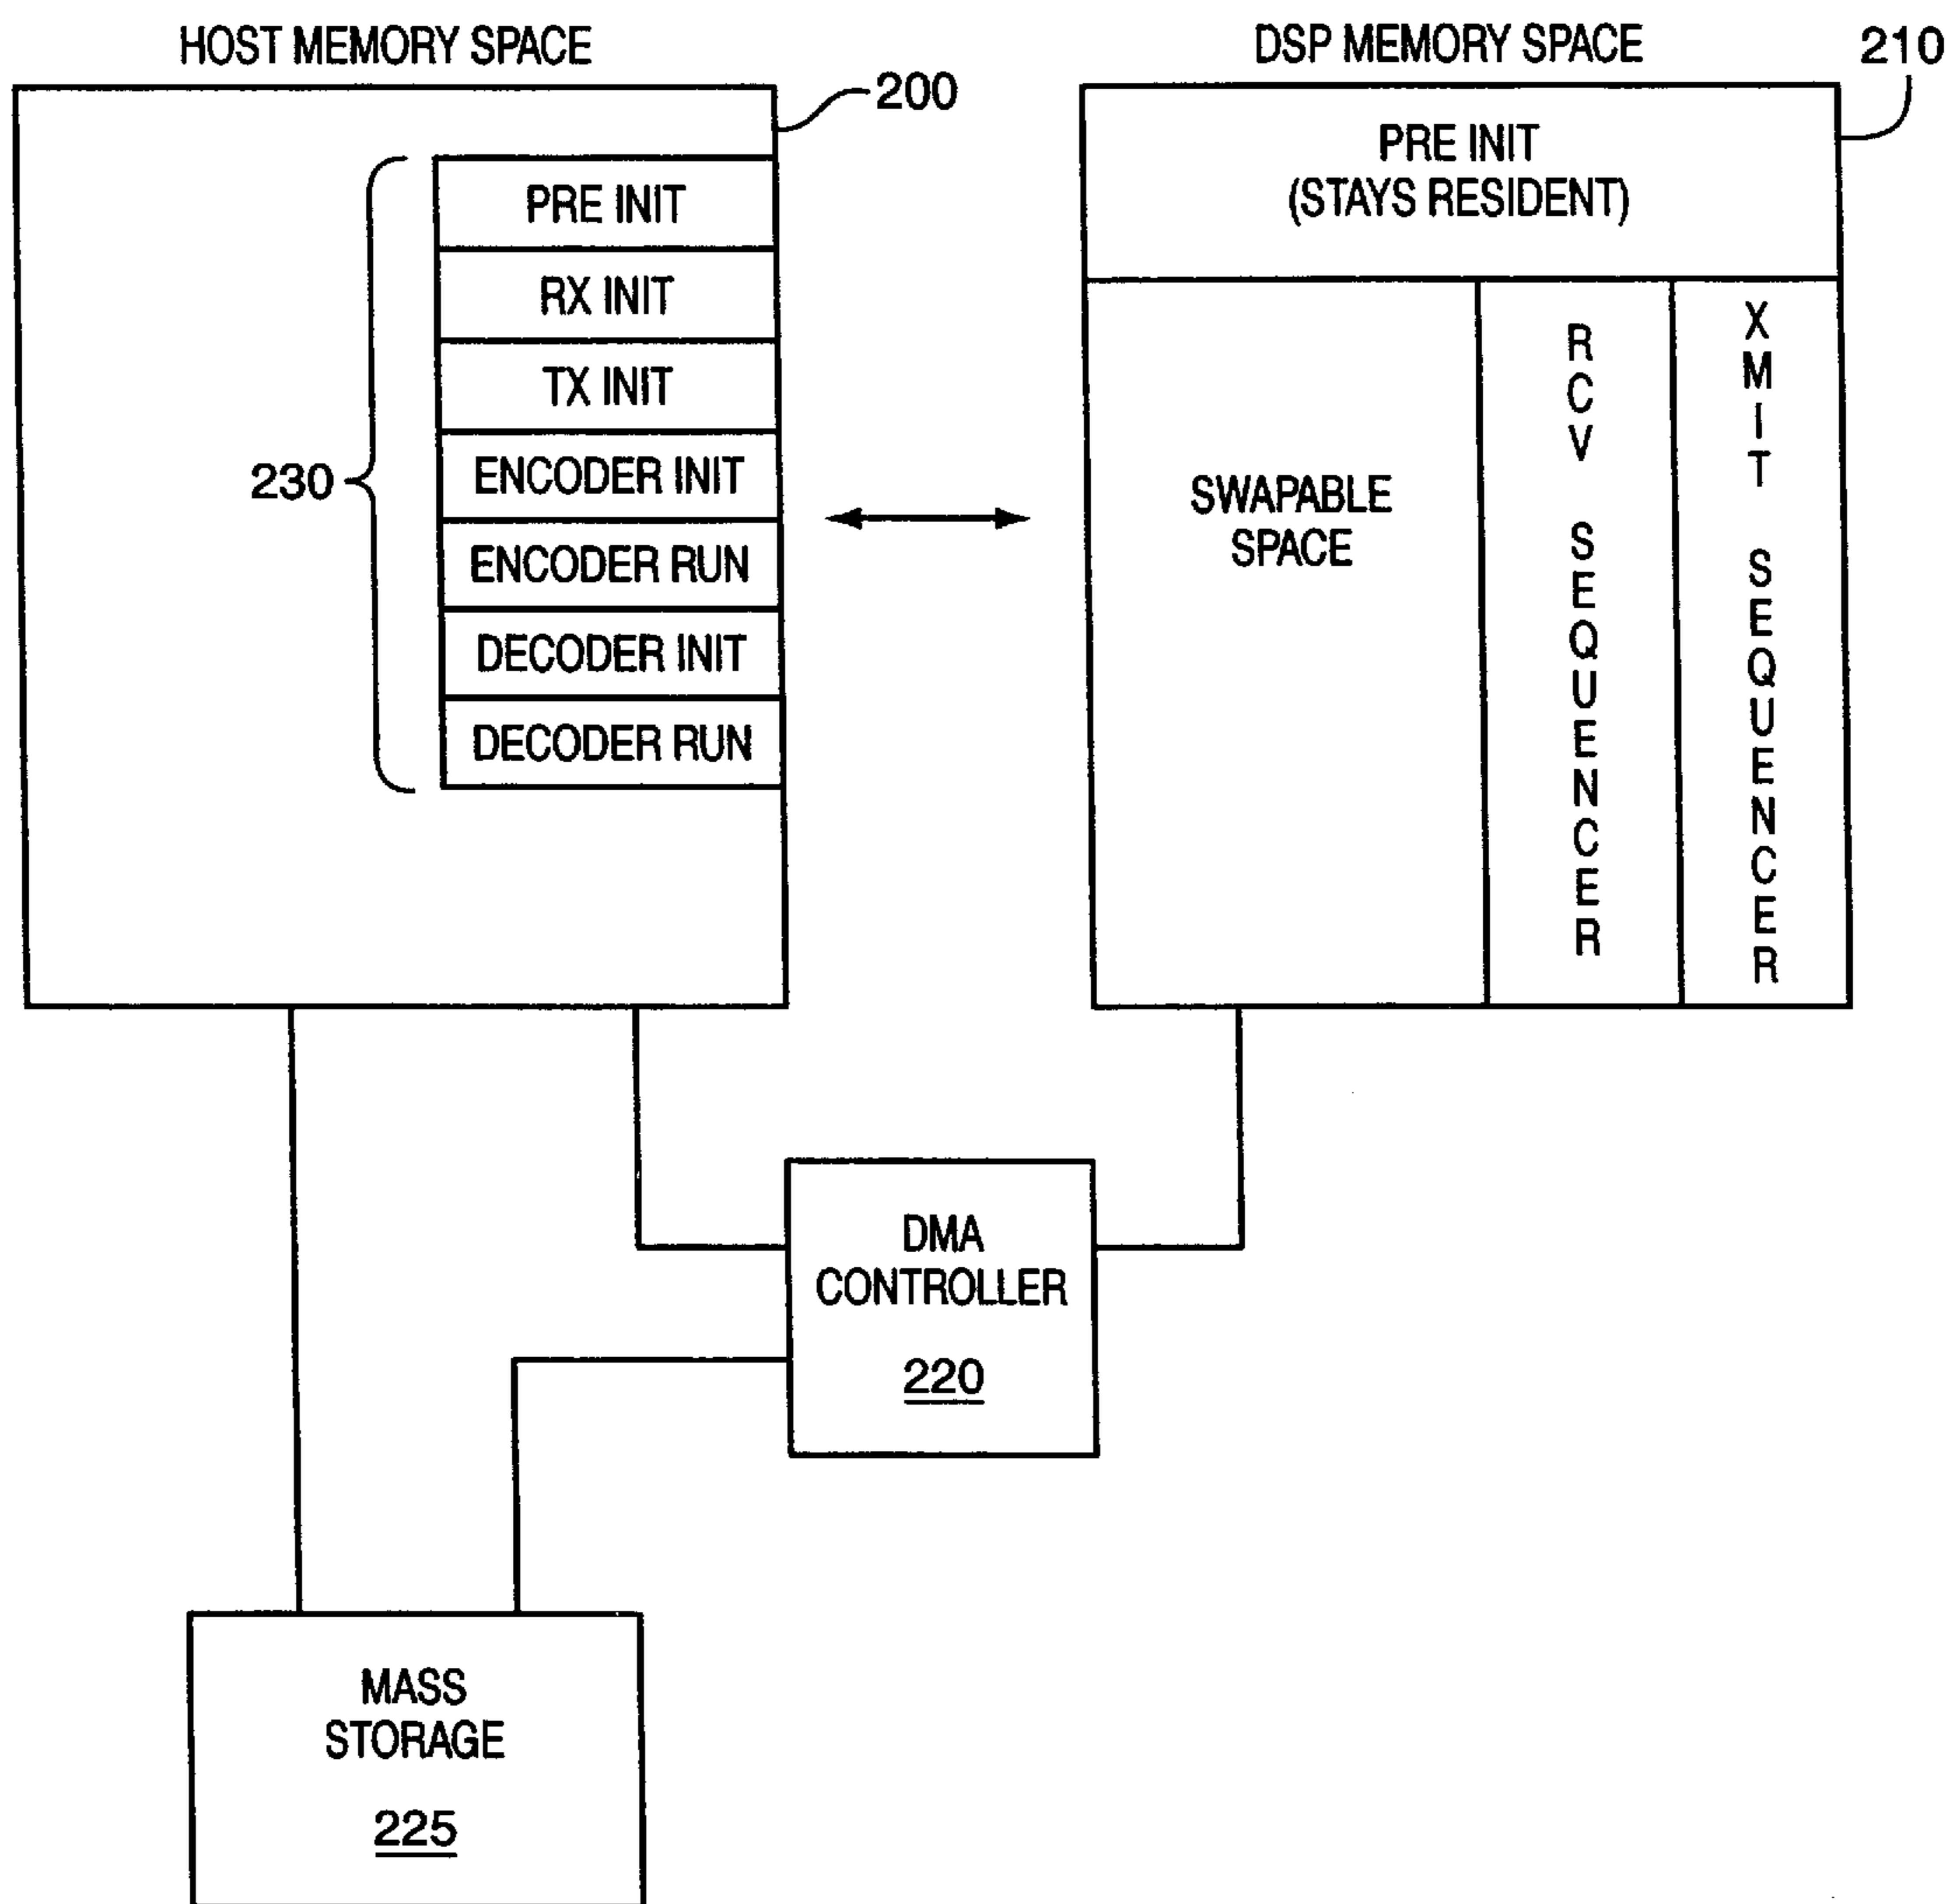 HOST MEMORY SPACE
200
PRE INIT
RX INIT
TX INIT
ENCODER INIT
ENCODER RUN
DECODER INIT
DECODER RUN
230
DSP MEMORY SPACE
210
PRE INIT
(STAYS RESIDENT)
SWAPABLE
SPACE
RCV SEQUENCER
XMIT SEQUENCER
DMA
CONTROLLER
220
MASS
STORAGE
225